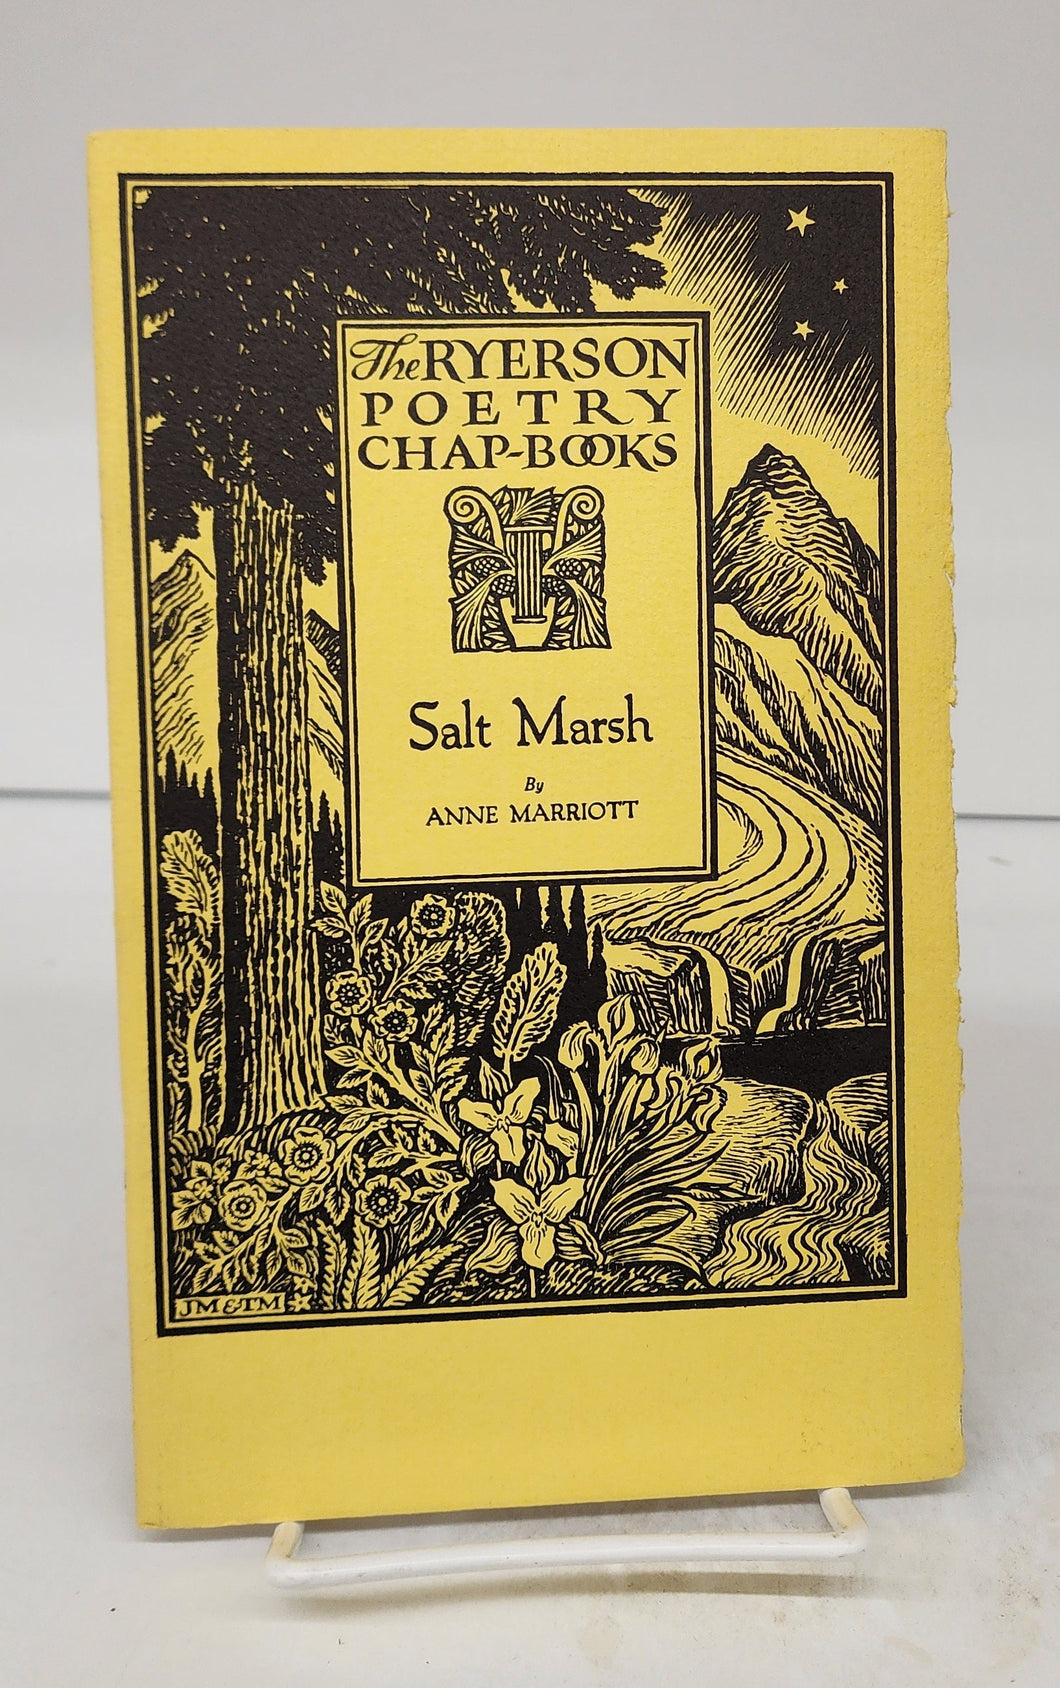 The RYERSON
POETRY
CHAP-BOOKS
Salt Marsh
By
ANNE MARRIOTT
JM & TM